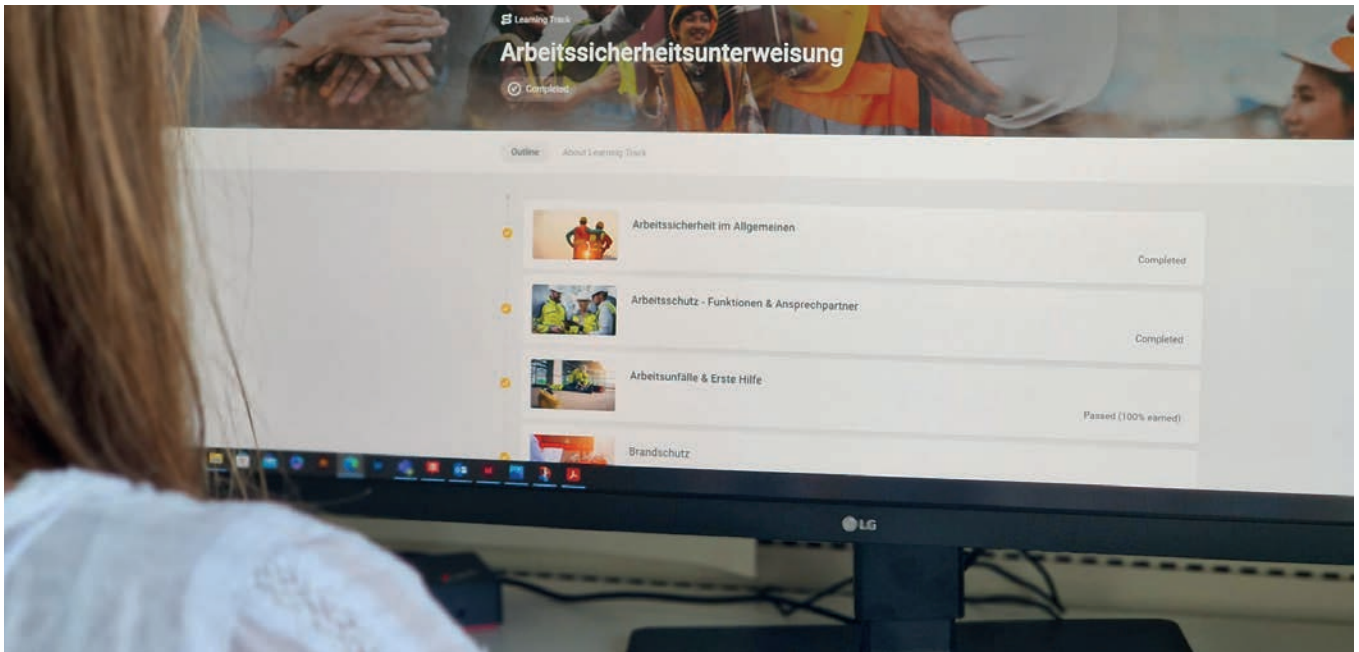 Learning Track
Arbeitssicherheitsunterweisung
Completed
Outline About Learning Track
Arbeitssicherheit im Allgemeinen
Completed
Arbeitsschutz - Funktionen & Ansprechpartner
Completed
Arbeitsunfälle & Erste Hilfe
Passed (100% earned)
Brandschutz
LG